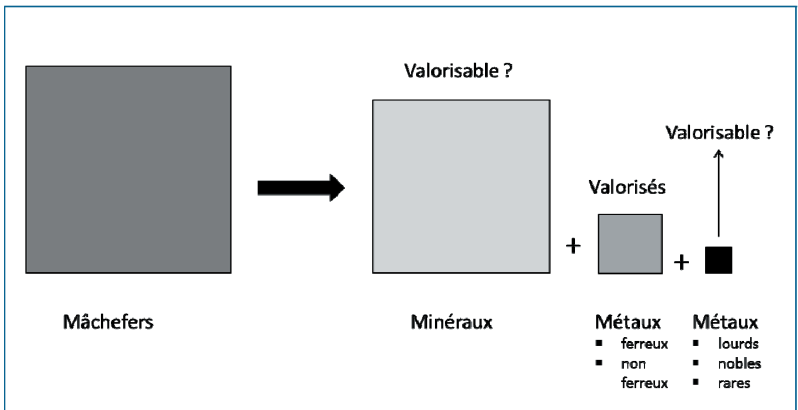 Valorisable ?
Valorisable ?
Valorisés
+
+
Mâchefers
Minéraux
Métaux
▪ ferreux
▪ non
ferreux
Métaux
▪ lourds
▪ nobles
▪ rares